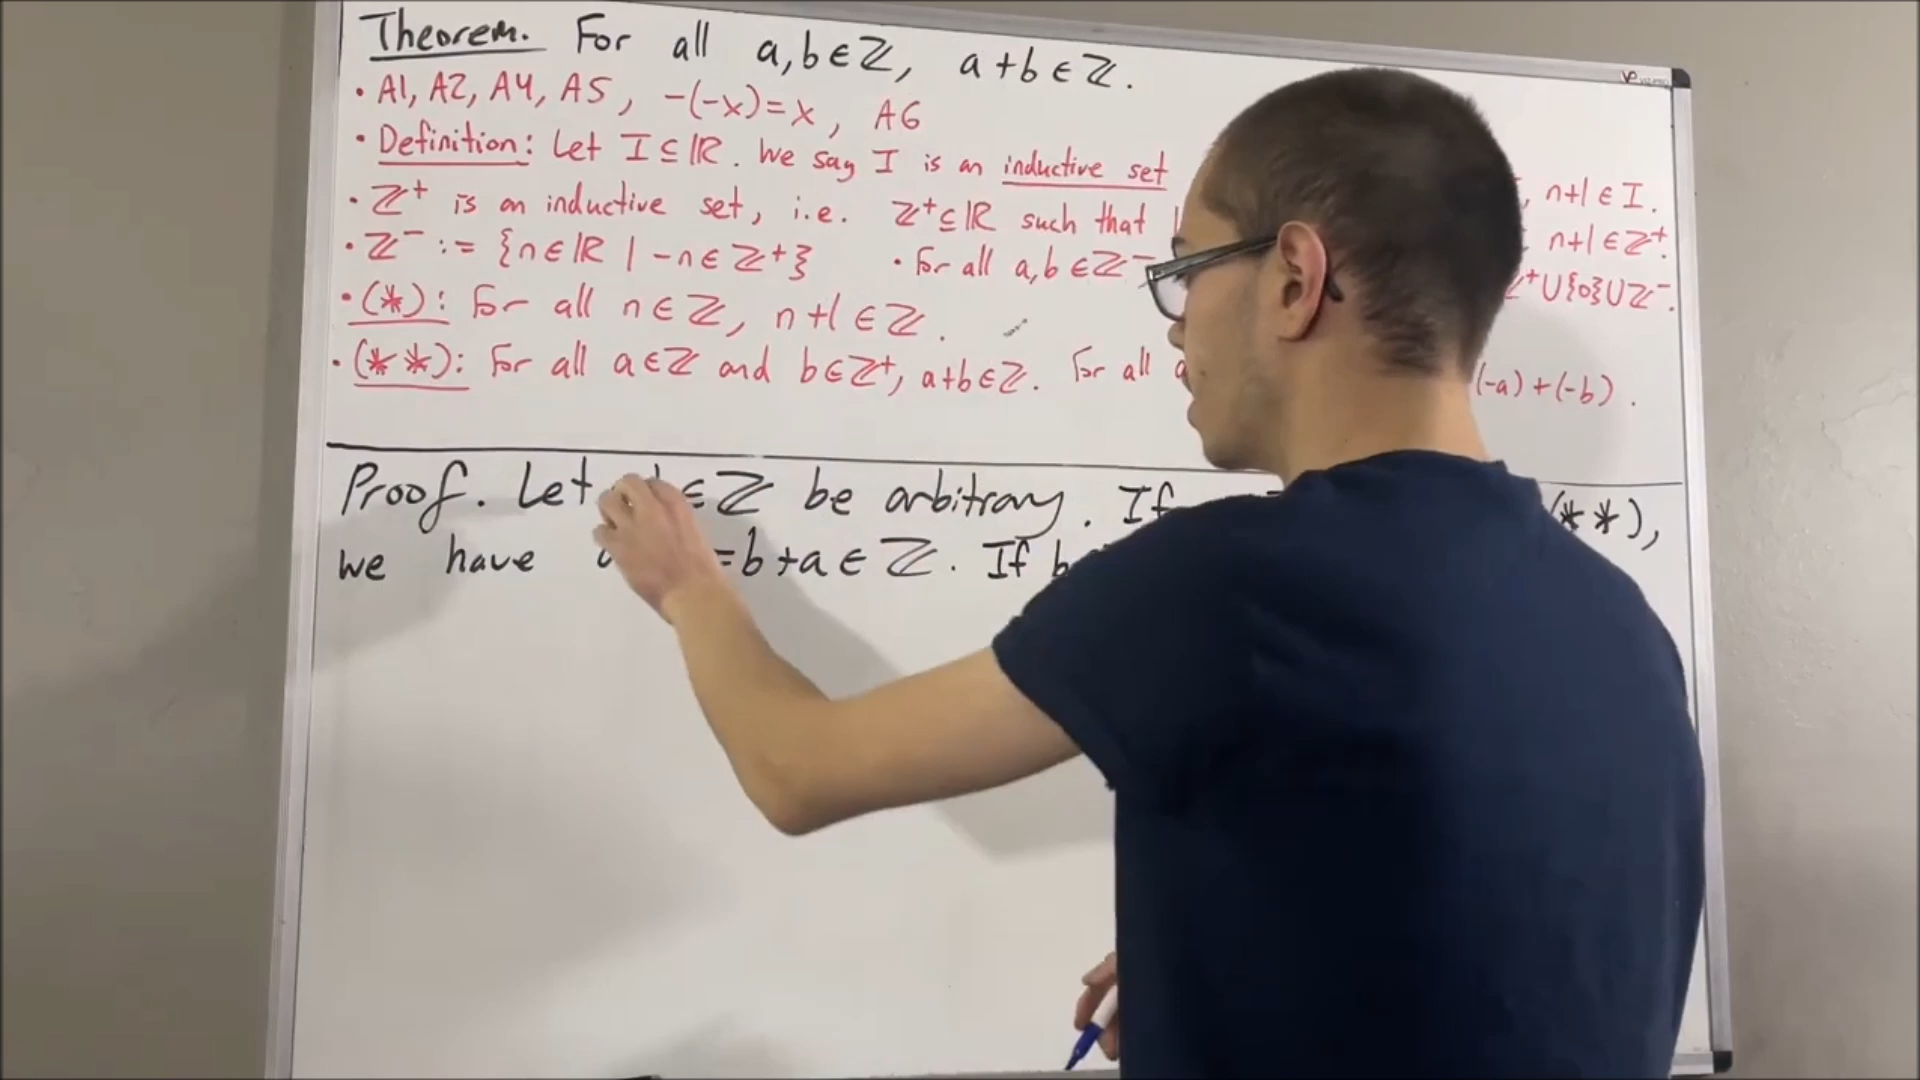 Theorem. For all a,b∈ℤ, a+b∈ℤ.
• A1, A2, A4, A5, -(-x)=x, A6
• Definition: Let I⊆ℝ. We say I is an inductive set , n+1∈I.
• ℤ⁺ is an inductive set, i.e. ℤ⁺⊆ℝ such that , n+1∈ℤ⁺.
• ℤ⁻ := {n∈ℝ | -n∈ℤ⁺} • For all a,b∈ℤ⁻ ℤ⁺∪{0}∪ℤ⁻.
• (*): For all n∈ℤ, n+1∈ℤ.
• (**): For all a∈ℤ and b∈ℤ⁺, a+b∈ℤ. For all (-a)+(-b).
Proof. Let ∈ℤ be arbitrary. If (**),
we have =b+a∈ℤ. If b